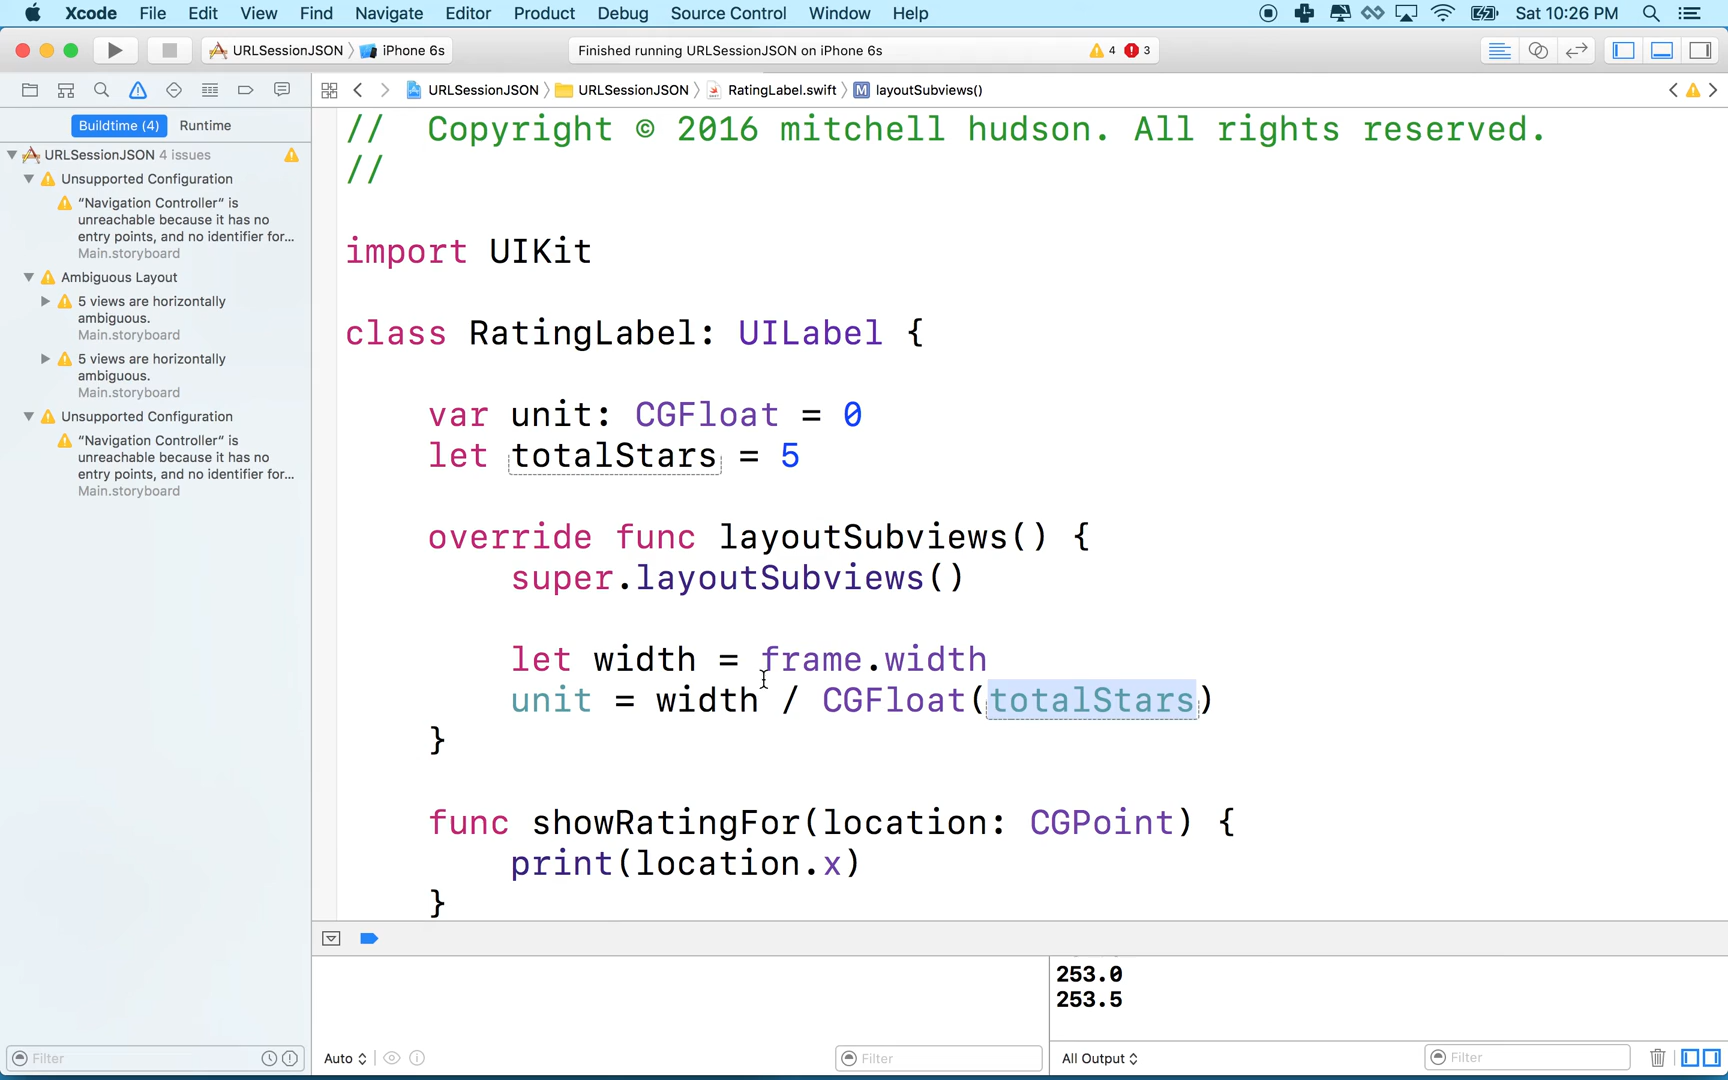 Xcode File Edit View Find Navigate Editor Product Debug Source Control Window Help Sat 10:26 PM
URLSessionJSON iPhone 6s Finished running URLSessionJSON on iPhone 6s 4 3
URLSessionJSON URLSessionJSON RatingLabel.swift M layoutSubviews()
Buildtime (4) Runtime
URLSessionJSON 4 issues
Unsupported Configuration
“Navigation Controller“ is
unreachable because it has no
entry points, and no identifier for...
Main.storyboard
Ambiguous Layout
5 views are horizontally
ambiguous.
Main.storyboard
5 views are horizontally
ambiguous.
Main.storyboard
Unsupported Configuration
“Navigation Controller“ is
unreachable because it has no
entry points, and no identifier for...
Main.storyboard
Filter
//  Copyright © 2016 mitchell hudson. All rights reserved.
//
import UIKit
class RatingLabel: UILabel {
var unit: CGFloat = 0
let totalStars = 5
override func layoutSubviews() {
super.layoutSubviews()
let width = frame.width
unit = width / CGFloat(totalStars)
}
func showRatingFor(location: CGPoint) {
print(location.x)
}
253.0
253.5
Auto Filter All Output Filter